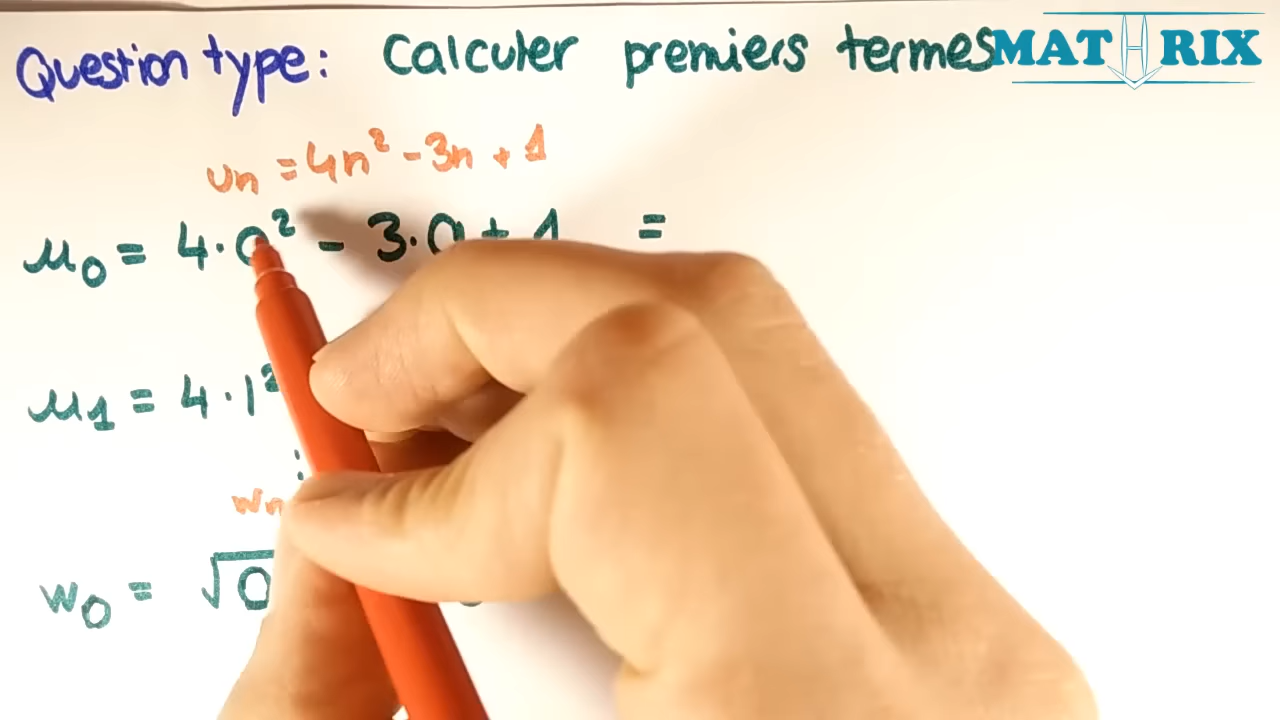 Question type: Calculer premiers termes
MATHRIX
un = 4n² - 3n + 1
u₀ = 4·0² - 3·0 + 1 =
u₁ = 4·1²
:
wn
w₀ = √0